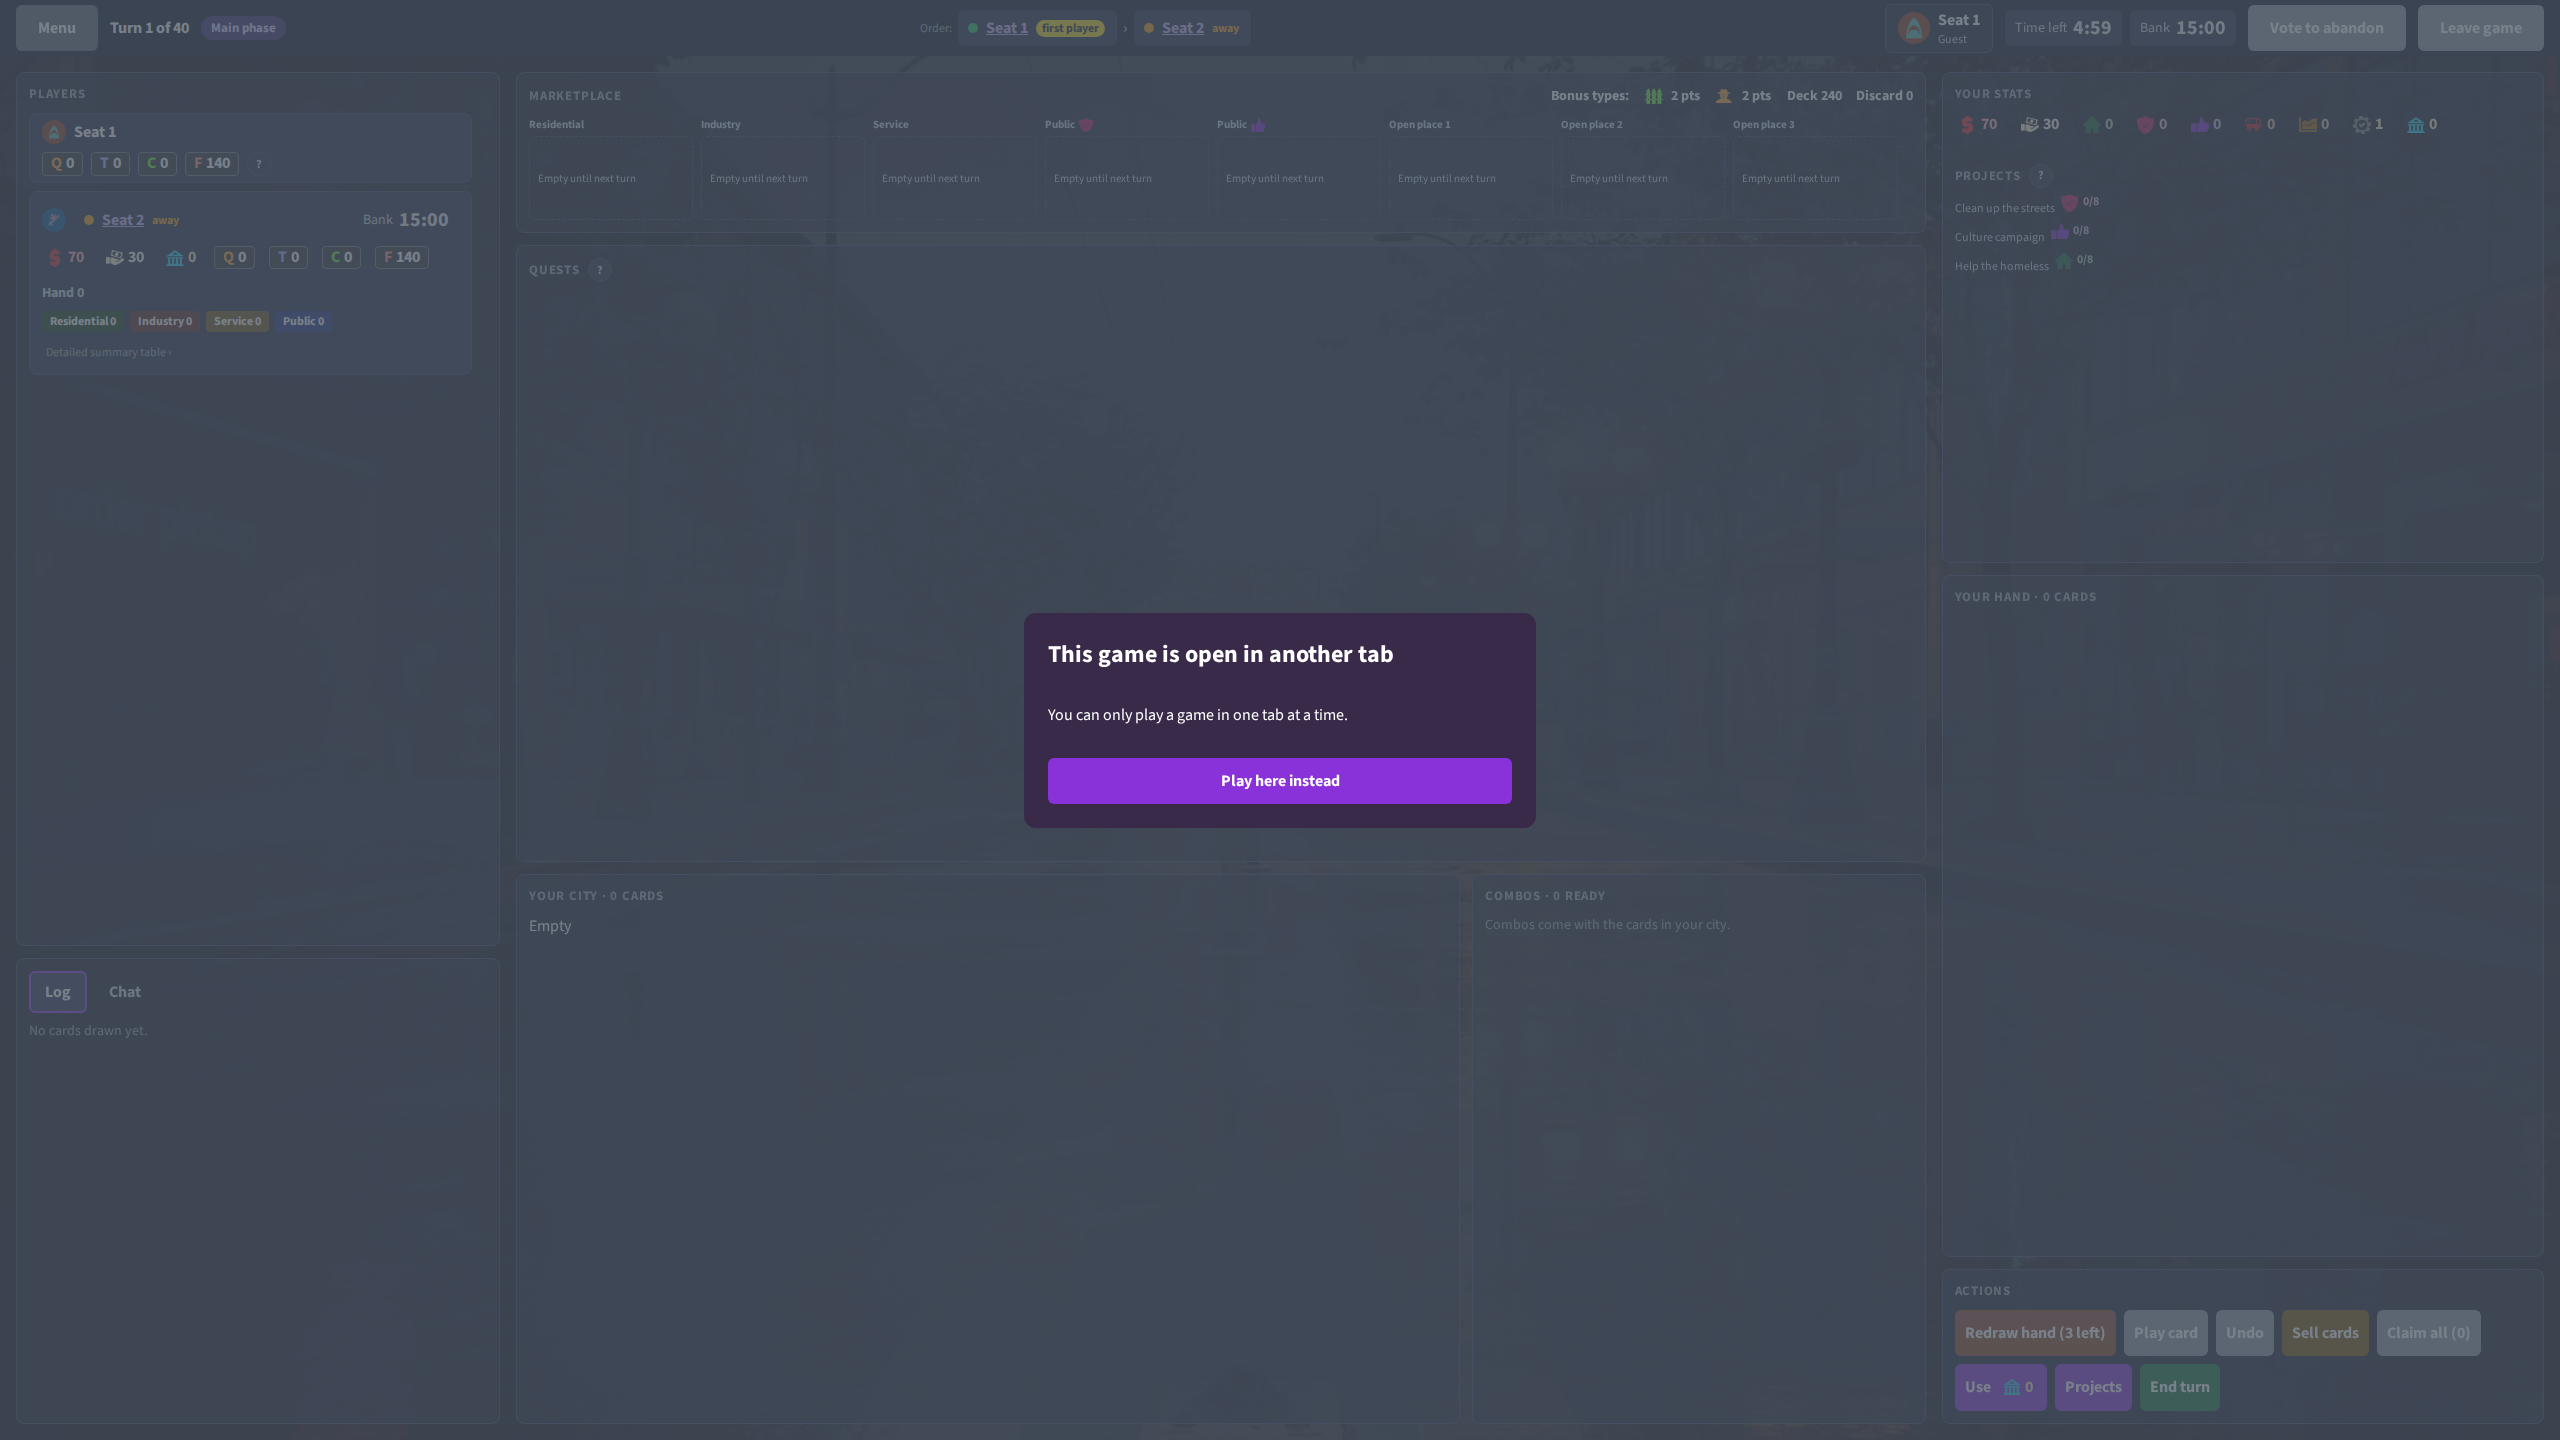 Menu
Turn 1 of 40
Main phase
Order:
Seat 1 first player
›
Seat 2 away
Seat 1
Guest
Time left 4:59
Bank 15:00
Vote to abandon
Leave game
PLAYERS
Seat 1
Q 0 T 0 C 0 F 140 ?
Seat 2 away
Bank 15:00
$ 70 30 0 Q 0 T 0 C 0 F 140
Hand 0
Residential 0 Industry 0 Service 0 Public 0
Detailed summary table ›
MARKETPLACE
Bonus types: 2 pts 2 pts Deck 240 Discard 0
Residential Industry Service Public Public Open place 1 Open place 2 Open place 3
Empty until next turn Empty until next turn Empty until next turn Empty until next turn Empty until next turn Empty until next turn Empty until next turn Empty until next turn
QUESTS ?
This game is open in another tab
You can only play a game in one tab at a time.
Play here instead
YOUR STATS
$ 70 30 0 0 0 0 0 1 0
PROJECTS ?
Clean up the streets 0/8
Culture campaign 0/8
Help the homeless 0/8
YOUR HAND · 0 CARDS
Log Chat
No cards drawn yet.
YOUR CITY · 0 CARDS
Empty
COMBOS · 0 READY
Combos come with the cards in your city.
ACTIONS
Redraw hand (3 left) Play card Undo Sell cards Claim all (0)
Use 0 Projects End turn